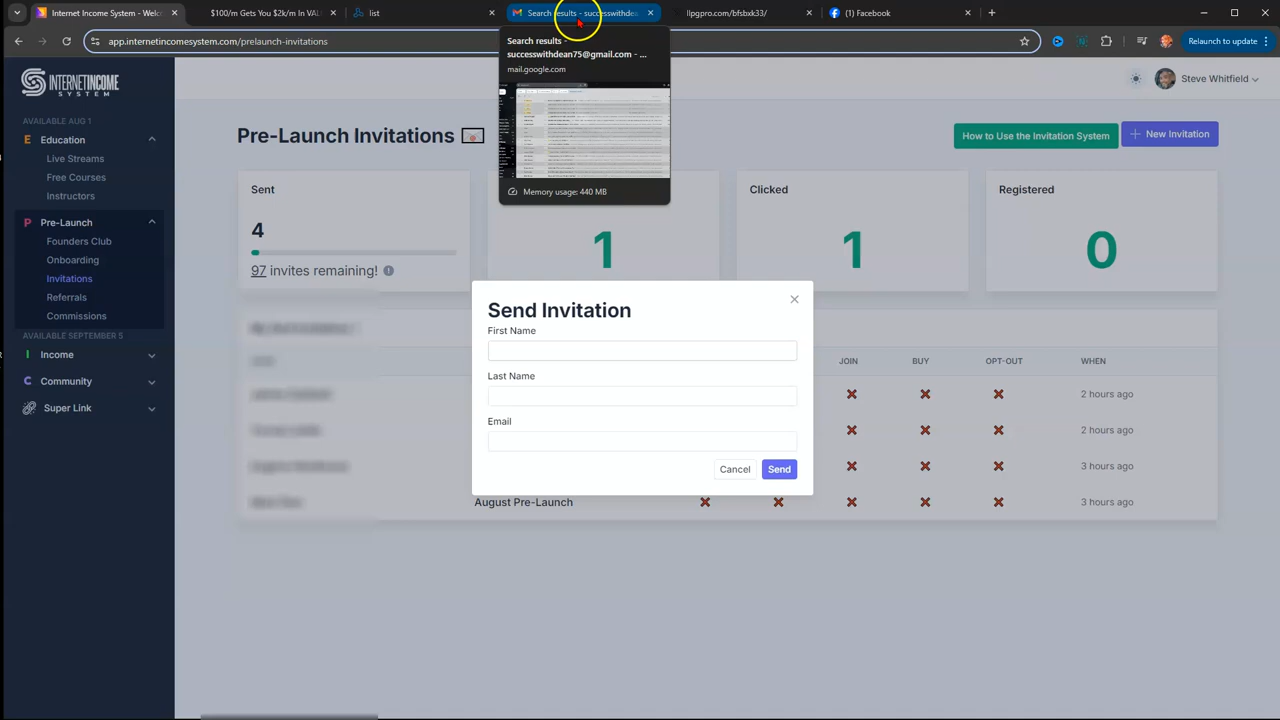 Internet Income System - Welc
$100/m Gets You $26m In VAL
list
Search results - successwithdea
llpgpro.com/bfsbxk33/
(1) Facebook
app.internetincomesystem.com/prelaunch-invitations
Relaunch to update
Search results -
successwithdean75@gmail.com - ...
mail.google.com
Memory usage: 440 MB
INTERNETINCOME
SYSTEM
Steve Whitfield
AVAILABLE AUG 1
E Education
Live Streams
Free Courses
Instructors
P Pre-Launch
Founders Club
Onboarding
Invitations
Referrals
Commissions
AVAILABLE SEPTEMBER 5
I Income
C Community
Super Link
Pre-Launch Invitations
How to Use the Invitation System
+ New Invitation
Sent
4
97 invites remaining!
1
Clicked
1
Registered
0
Send Invitation
First Name
Last Name
Email
Cancel
Send
JOIN BUY OPT-OUT WHEN
2 hours ago
2 hours ago
3 hours ago
August Pre-Launch 3 hours ago